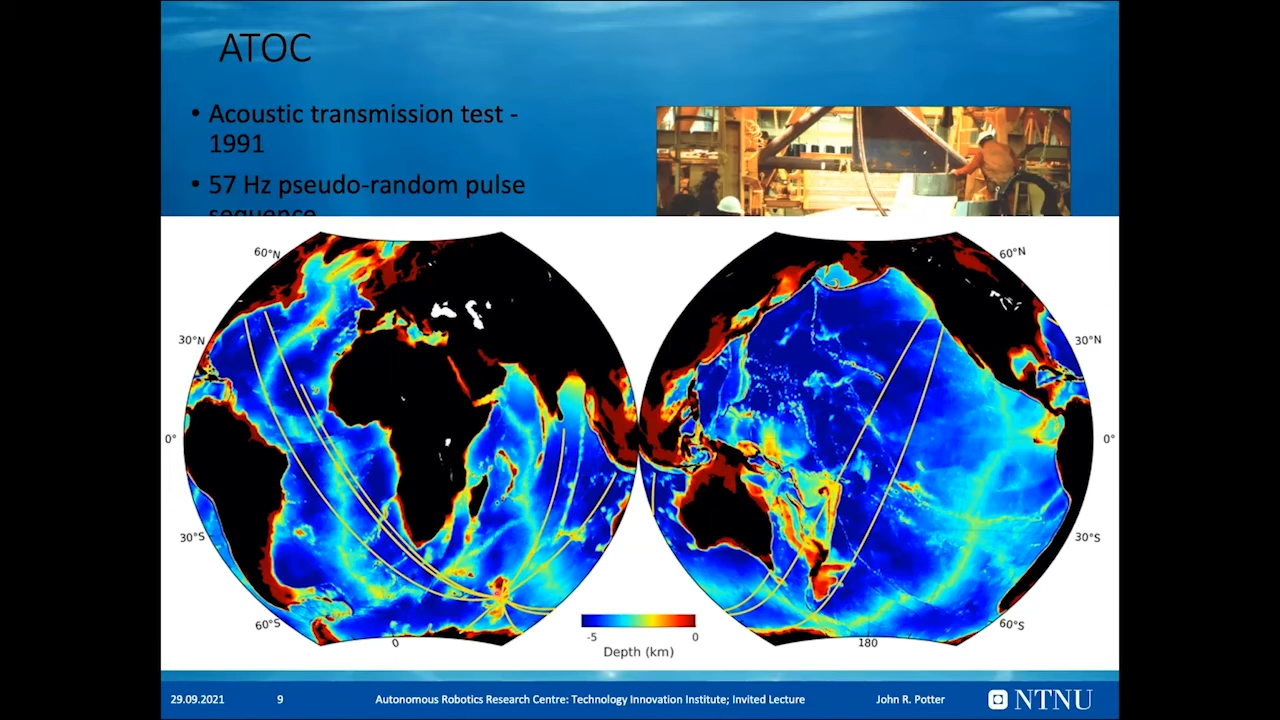 ATOC
• Acoustic transmission test -
1991
• 57 Hz pseudo-random pulse
sequence
60°N
30°N
0°
30°S
60°S
0
60°N
30°N
0°
30°S
60°S
180
-5
0
Depth (km)
29.09.2021
9
Autonomous Robotics Research Centre: Technology Innovation Institute; Invited Lecture
John R. Potter
NTNU